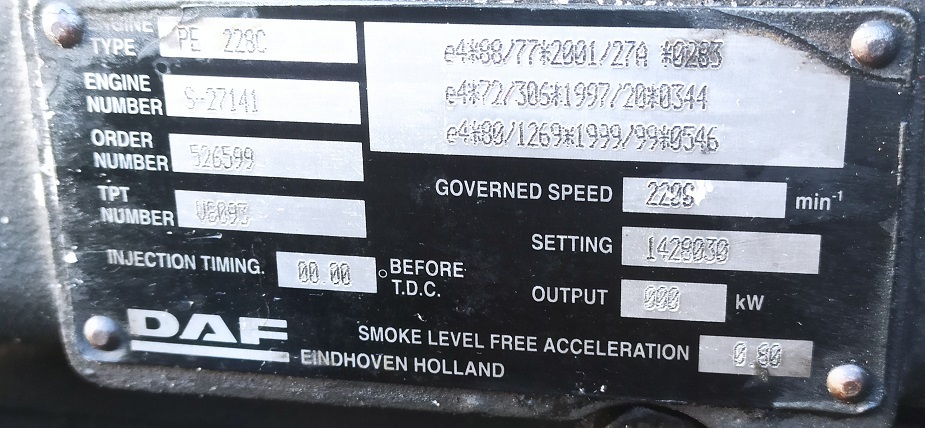 ENGINE TYPE PE 228C
ENGINE NUMBER S-27141
ORDER NUMBER 526599
TPT NUMBER V6093
e4*88/77*2001/27A *0283
e4*72/306*1997/20*0344
e4*80/1269*1999/99*0546
GOVERNED SPEED min-1
SETTING 1428030
INJECTION TIMING. 00.00 ° BEFORE T.D.C.
OUTPUT 000 kW
DAF
SMOKE LEVEL FREE ACCELERATION 0.80
EINDHOVEN HOLLAND